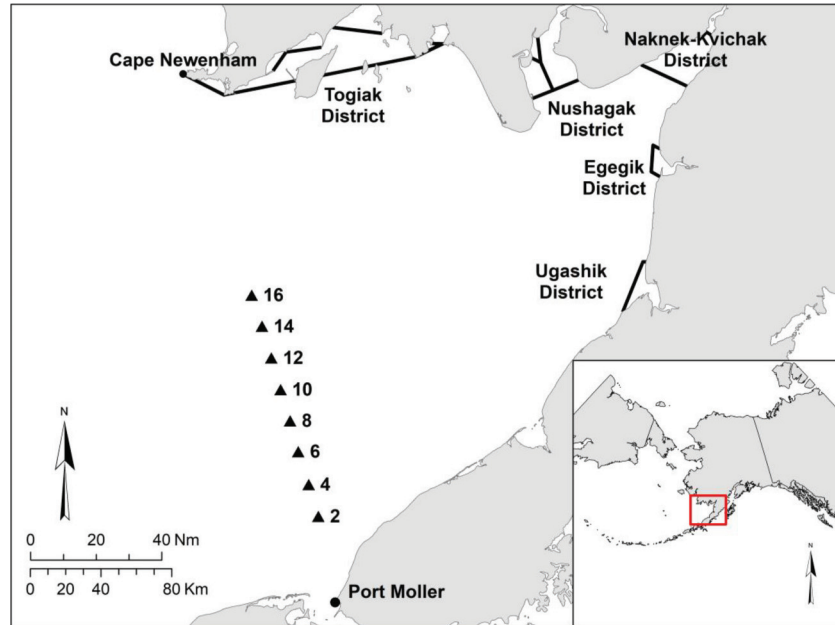 Cape Newenham
Togiak
District
Naknek-Kvichak
District
Nushagak
District
Egegik
District
Ugashik
District
16
14
12
10
8
6
4
2
N
0 20 40 Nm
0 20 40 60 80 Km
Port Moller
N